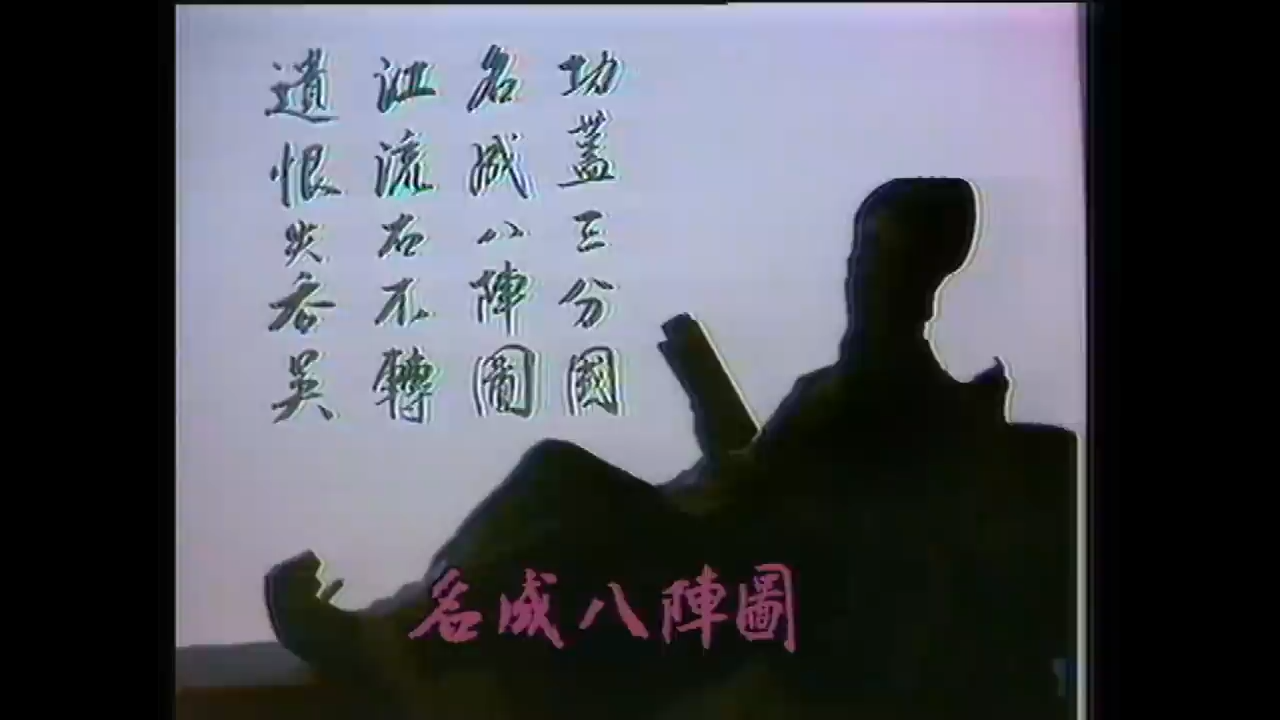 功蓋三分國
名成八陣圖
江流石不轉
遺恨失吞吳
名成八陣圖